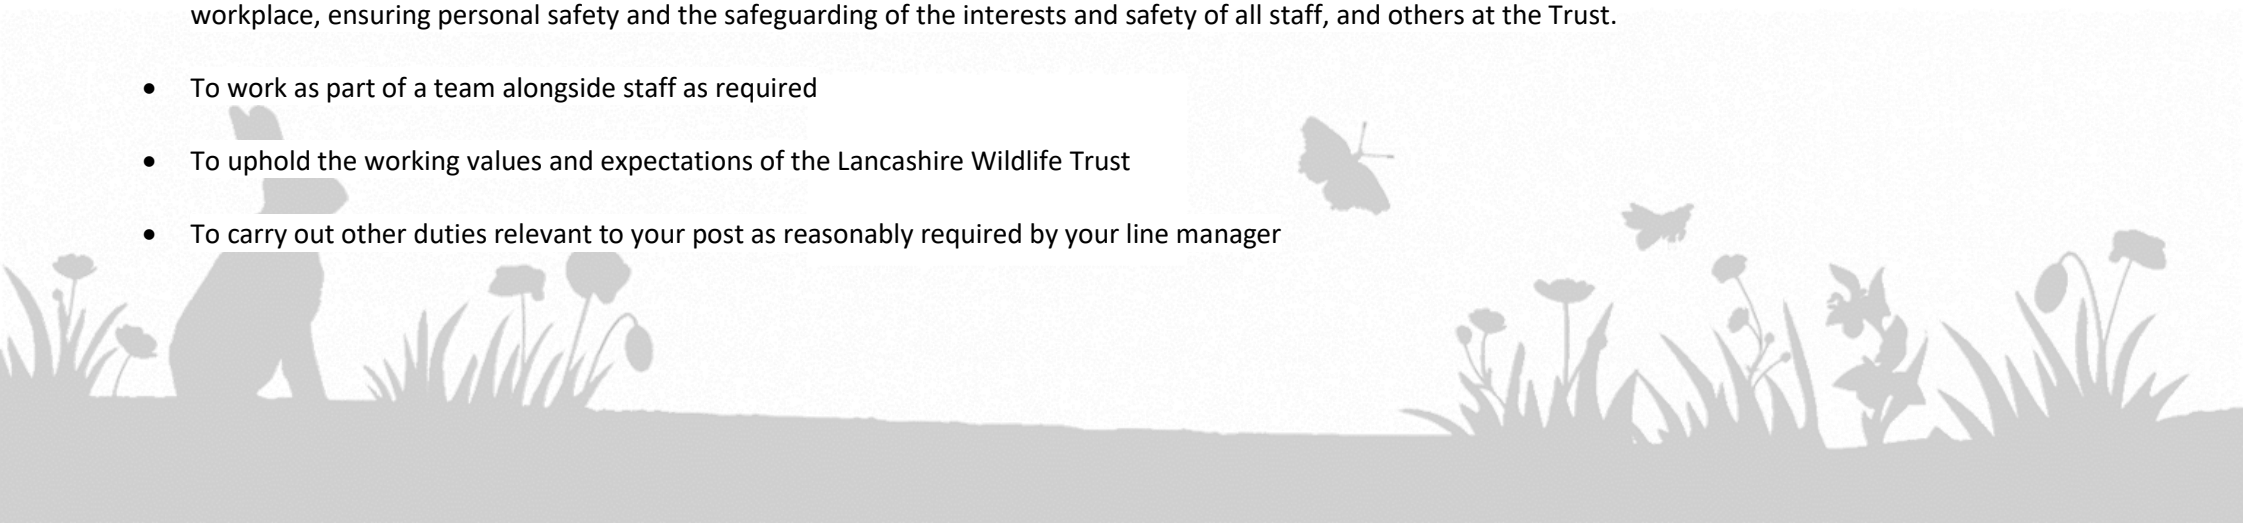 workplace, ensuring personal safety and the safeguarding of the interests and safety of all staff, and others at the Trust.
• To work as part of a team alongside staff as required
• To uphold the working values and expectations of the Lancashire Wildlife Trust
• To carry out other duties relevant to your post as reasonably required by your line manager